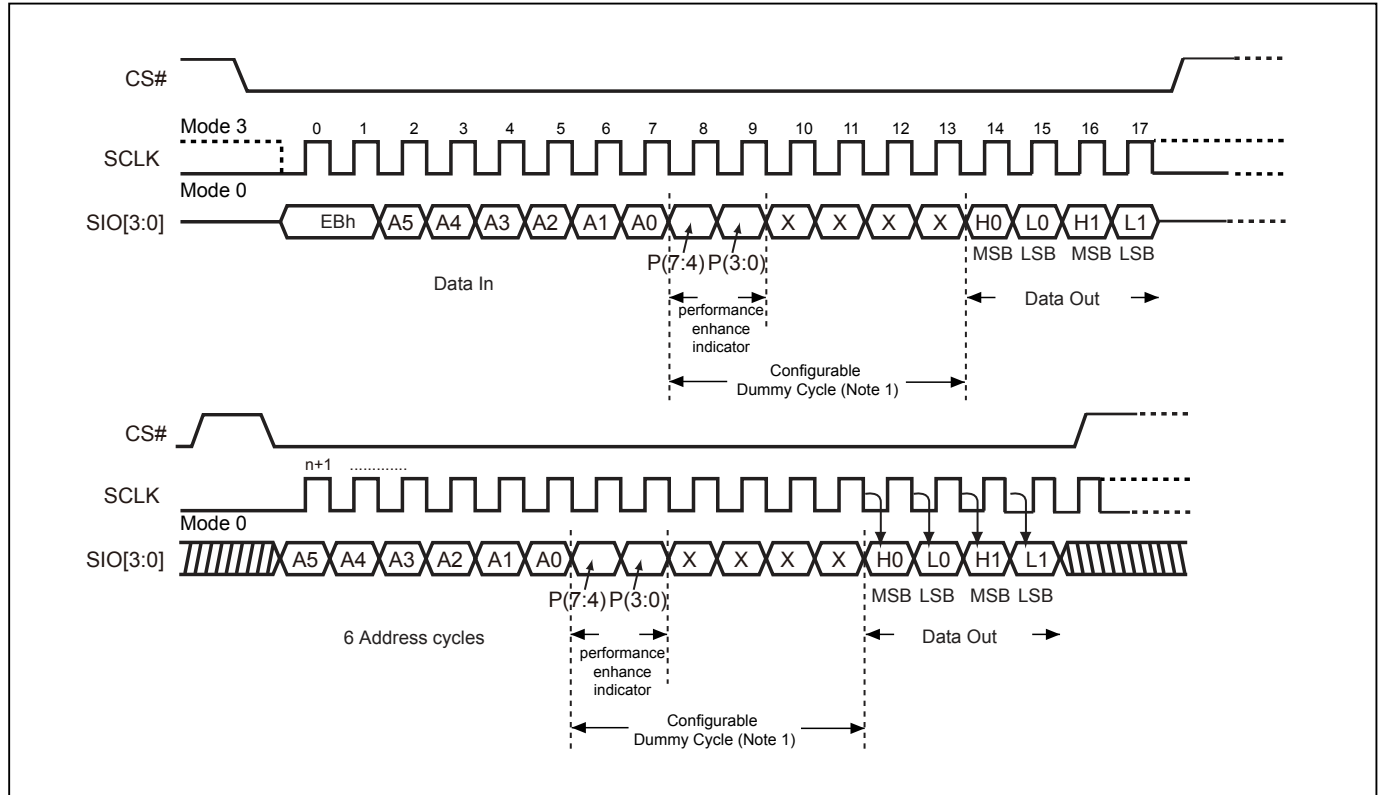 CS#
Mode 3
0 1 2 3 4 5 6 7 8 9 10 11 12 13 14 15 16 17
SCLK
Mode 0
SIO[3:0] EBh A5 A4 A3 A2 A1 A0 X X X X H0 L0 H1 L1
P(7:4) P(3:0) MSB LSB MSB LSB
Data In
Data Out
performance
enhance
indicator
Configurable
Dummy Cycle (Note 1)
CS#
n+1 .............
SCLK
Mode 0
SIO[3:0] A5 A4 A3 A2 A1 A0 X X X X H0 L0 H1 L1
P(7:4) P(3:0) MSB LSB MSB LSB
6 Address cycles
Data Out
performance
enhance
indicator
Configurable
Dummy Cycle (Note 1)